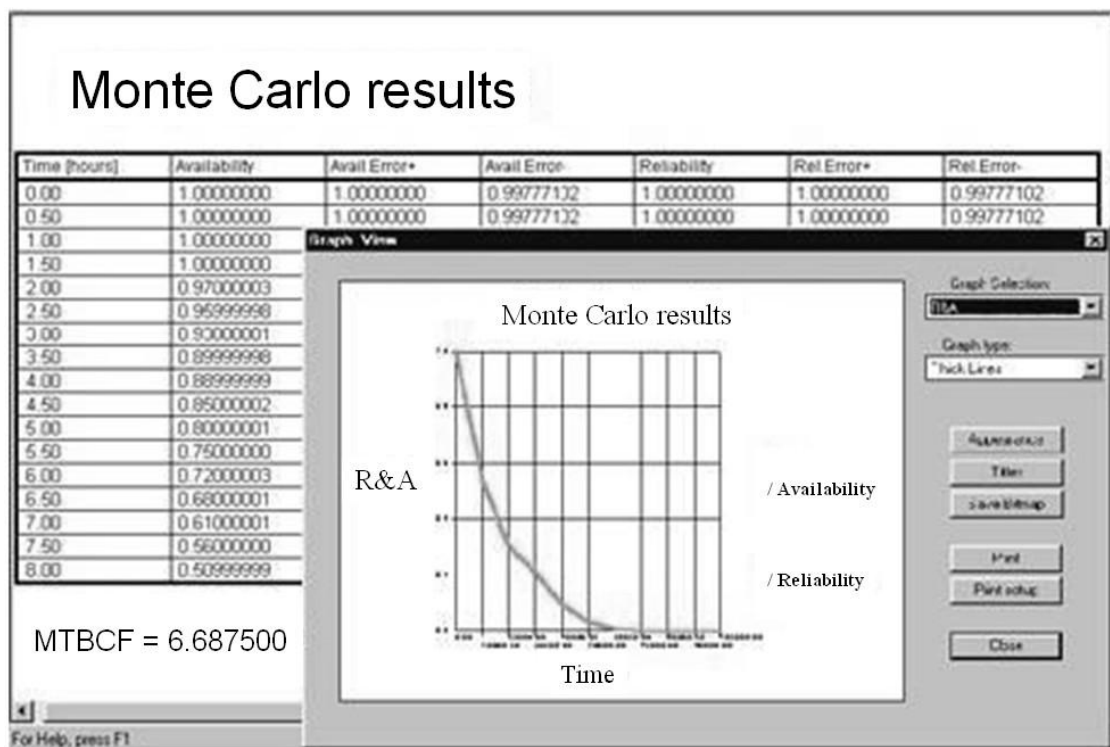 Monte Carlo results
Time [hours] Availability Avail.Error+ Avail.Error- Reliability Rel.Error+ Rel.Error-
0.00 1.00000000 1.00000000 0.99777102 1.00000000 1.00000000 0.99777102
0.50 1.00000000 1.00000000 0.99777102 1.00000000 1.00000000 0.99777102
1.00 1.00000000
1.50 1.00000000
2.00 0.97000003
2.50 0.95999998
3.00 0.93000001
3.50 0.89999998
4.00 0.88999999
4.50 0.85000002
5.00 0.80000001
5.50 0.75000000
6.00 0.72000003
6.50 0.68000001
7.00 0.61000001
7.50 0.56000000
8.00 0.50999999
MTBCF = 6.687500
For Help, press F1
Graph View
Monte Carlo results
R&A
Time
/ Availability
/ Reliability
Graph Selection:
R&A
Graph type:
Thick Lines
Appearance
Titles
Save Bitmap
Print
Print setup
Close